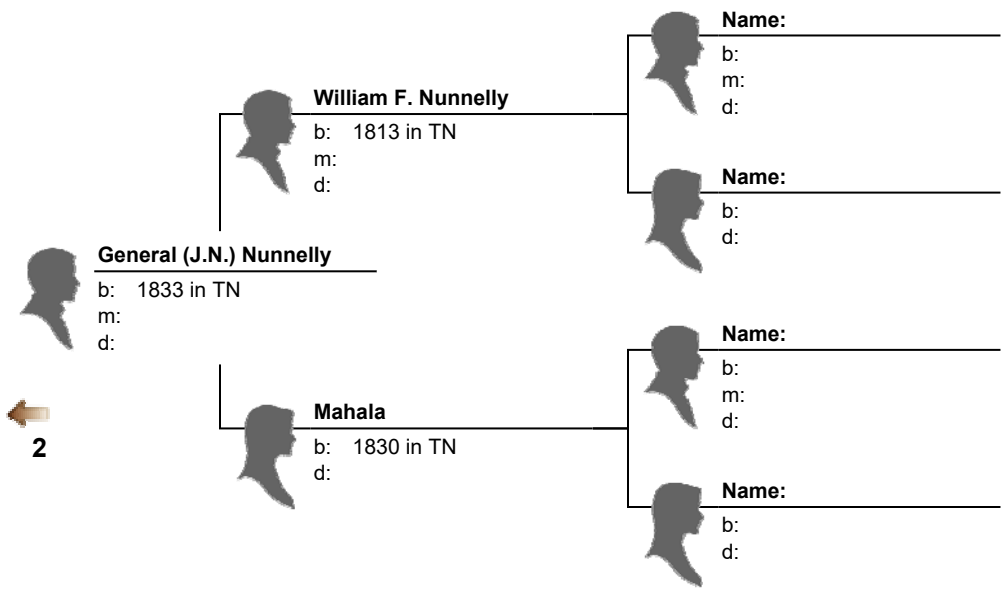 Name:
b:
m:
d:
William F. Nunnelly
b: 1813 in TN
m:
d:
Name:
b:
d:
General (J.N.) Nunnelly
b: 1833 in TN
m:
d:
Name:
b:
m:
d:
Mahala
b: 1830 in TN
d:
2
Name:
b:
d: